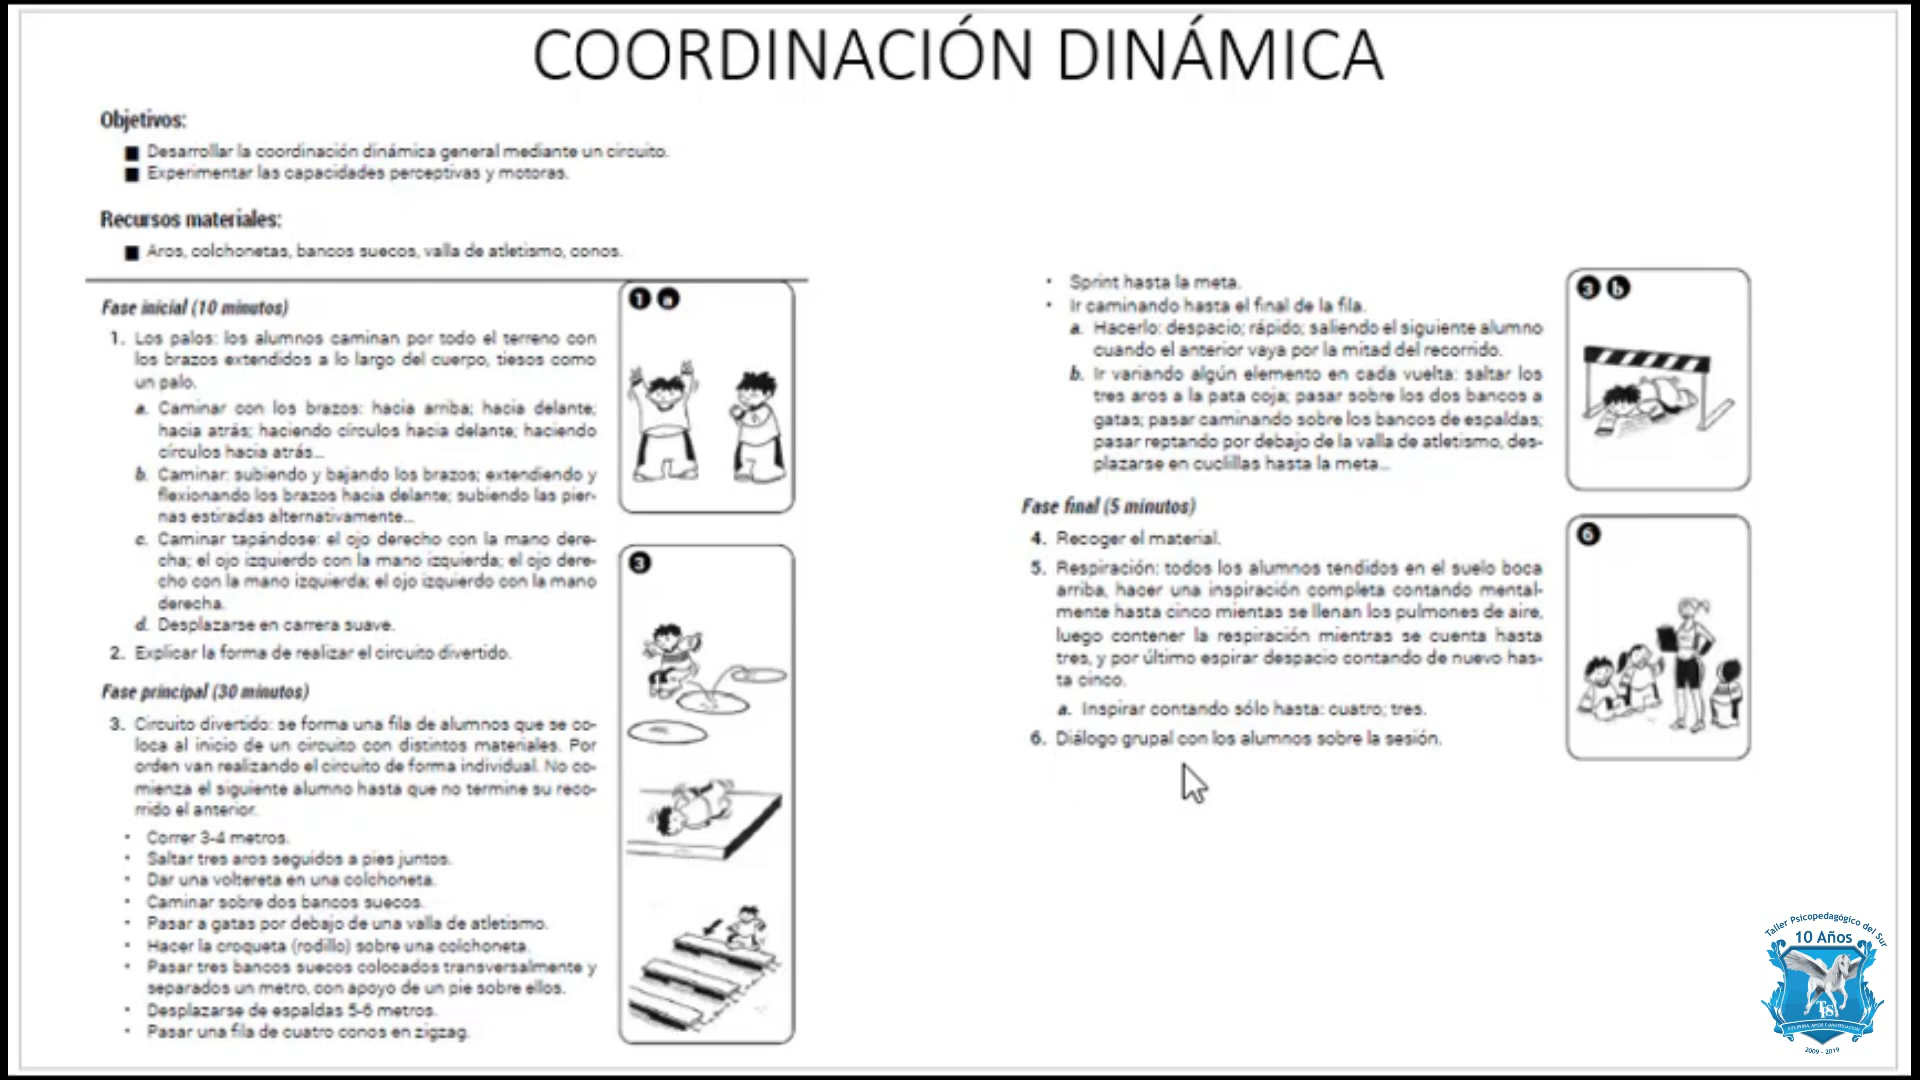 COORDINACIÓN DINÁMICA
Objetivos:
■ Desarrollar la coordinación dinámica general mediante un circuito.
■ Experimentar las capacidades perceptivas y motoras.
Recursos materiales:
■ Aros, colchonetas, bancos suecos, valla de atletismo, conos.
Fase inicial (10 minutos)
1. Los palos: los alumnos caminan por todo el terreno con
los brazos extendidos a lo largo del cuerpo, tiesos como
un palo.
a. Caminar con los brazos: hacia arriba; hacia delante;
hacia atrás; haciendo círculos hacia delante; haciendo
círculos hacia atrás...
b. Caminar: subiendo y bajando los brazos; extendiendo y
flexionando los brazos hacia delante; subiendo las pier-
nas estiradas alternativamente...
c. Caminar tapándose: el ojo derecho con la mano dere-
cha; el ojo izquierdo con la mano izquierda; el ojo dere-
cho con la mano izquierda; el ojo izquierdo con la mano
derecha.
d. Desplazarse en carrera suave.
2. Explicar la forma de realizar el circuito divertido.
Fase principal (30 minutos)
3. Circuito divertido: se forma una fila de alumnos que se co-
loca al inicio de un circuito con distintos materiales. Por
orden van realizando el circuito de forma individual. No co-
mienza el siguiente alumno hasta que no termine su reco-
rrido el anterior.
• Correr 3-4 metros.
• Saltar tres aros seguidos a pies juntos.
• Dar una voltereta en una colchoneta.
• Caminar sobre dos bancos suecos.
• Pasar a gatas por debajo de una valla de atletismo.
• Hacer la croqueta (rodillo) sobre una colchoneta.
• Pasar tres bancos suecos colocados transversalmente y
separados un metro, con apoyo de un pie sobre ellos.
• Desplazarse de espaldas 5-6 metros.
• Pasar una fila de cuatro conos en zigzag.
1 a
3
• Sprint hasta la meta.
• Ir caminando hasta el final de la fila.
a. Hacerlo: despacio; rápido; saliendo el siguiente alumno
cuando el anterior vaya por la mitad del recorrido.
b. Ir variando algún elemento en cada vuelta: saltar los
tres aros a la pata coja; pasar sobre los dos bancos a
gatas; pasar caminando sobre los bancos de espaldas;
pasar reptando por debajo de la valla de atletismo, des-
plazarse en cuclillas hasta la meta...
Fase final (5 minutos)
4. Recoger el material.
5. Respiración: todos los alumnos tendidos en el suelo boca
arriba, hacer una inspiración completa contando mental-
mente hasta cinco mientas se llenan los pulmones de aire,
luego contener la respiración mientras se cuenta hasta
tres, y por último espirar despacio contando de nuevo has-
ta cinco.
a. Inspirar contando sólo hasta: cuatro; tres.
6. Diálogo grupal con los alumnos sobre la sesión.
3 b
6
Taller Psicopedagógico del Sur
10 Años
TPS
2009 - 2019